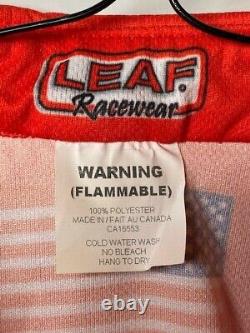 LEAF
Racewear
WARNING
(FLAMMABLE)
100% POLYESTER
MADE IN / FAIT AU CANADA
CA16553
COLD WATER WASH
NO BLEACH
HANG TO DRY